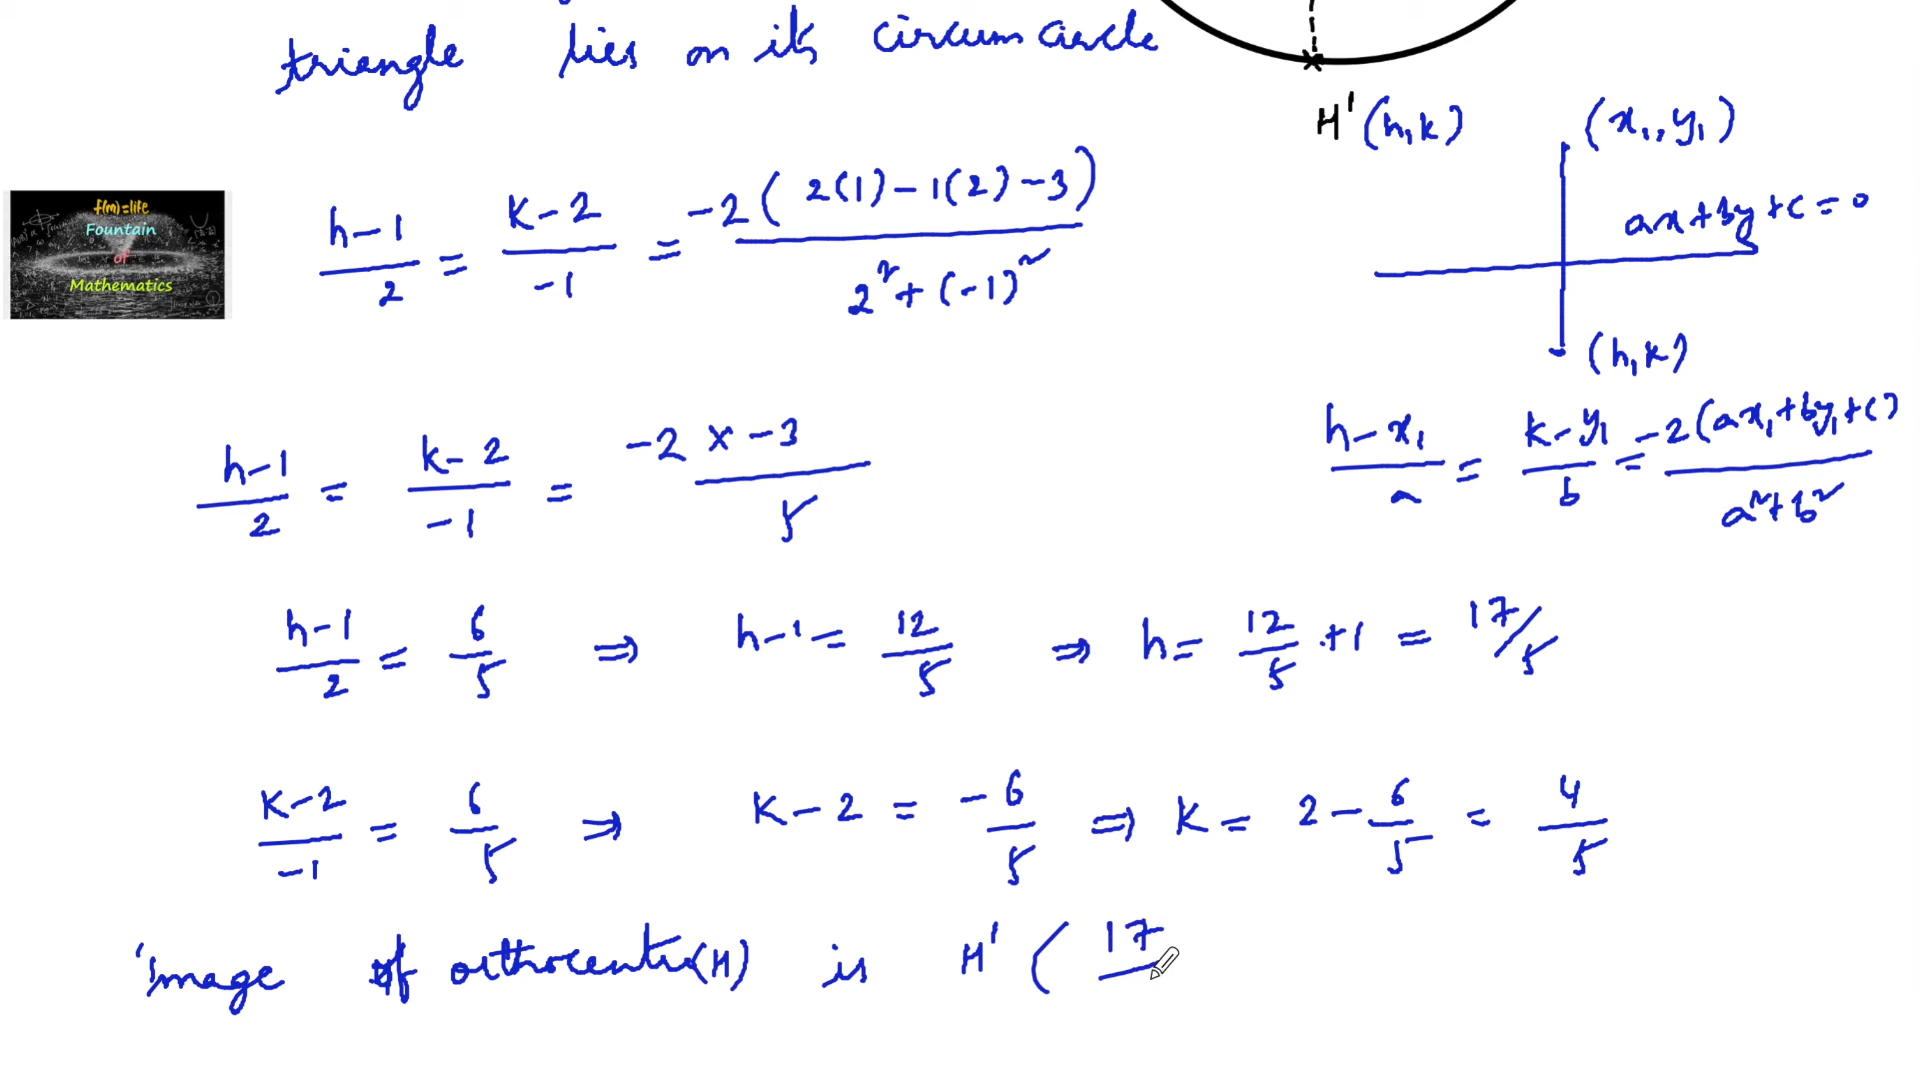 triangle lies on its circumcircle
H'(h,k)
(x₁,y₁)
ax+by+c=0
(h,k)
(h-x₁)/a = (k-y₁)/b = -2(ax₁+by₁+c)/(a²+b²)
f(m)=life
Fountain
of
Mathematics
(h-1)/2 = (k-2)/-1 = -2(2(1)-1(2)-3)/(2²+(-1)²)
(h-1)/2 = (k-2)/-1 = (-2×-3)/5
(h-1)/2 = 6/5 ⇒ h-1 = 12/5 ⇒ h = 12/5 +1 = 17/5
(k-2)/-1 = 6/5 ⇒ k-2 = -6/5 ⇒ k = 2-6/5 = 4/5
Image of orthocentre(H) is H' ( 17/